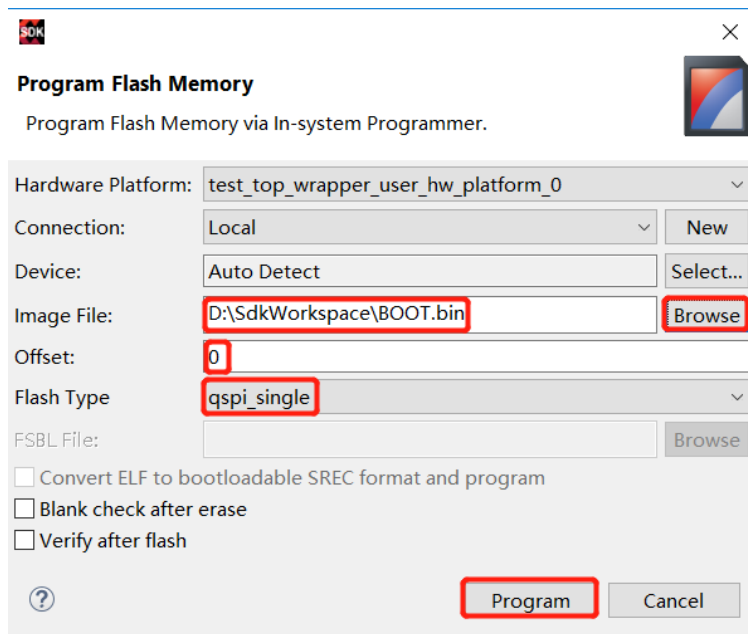 SDK
Program Flash Memory
Program Flash Memory via In-system Programmer.
Hardware Platform: test_top_wrapper_user_hw_platform_0
Connection: Local New
Device: Auto Detect Select...
Image File: D:\SdkWorkspace\BOOT.bin Browse
Offset: 0
Flash Type qspi_single
FSBL File: Browse
Convert ELF to bootloadable SREC format and program
Blank check after erase
Verify after flash
? Program Cancel